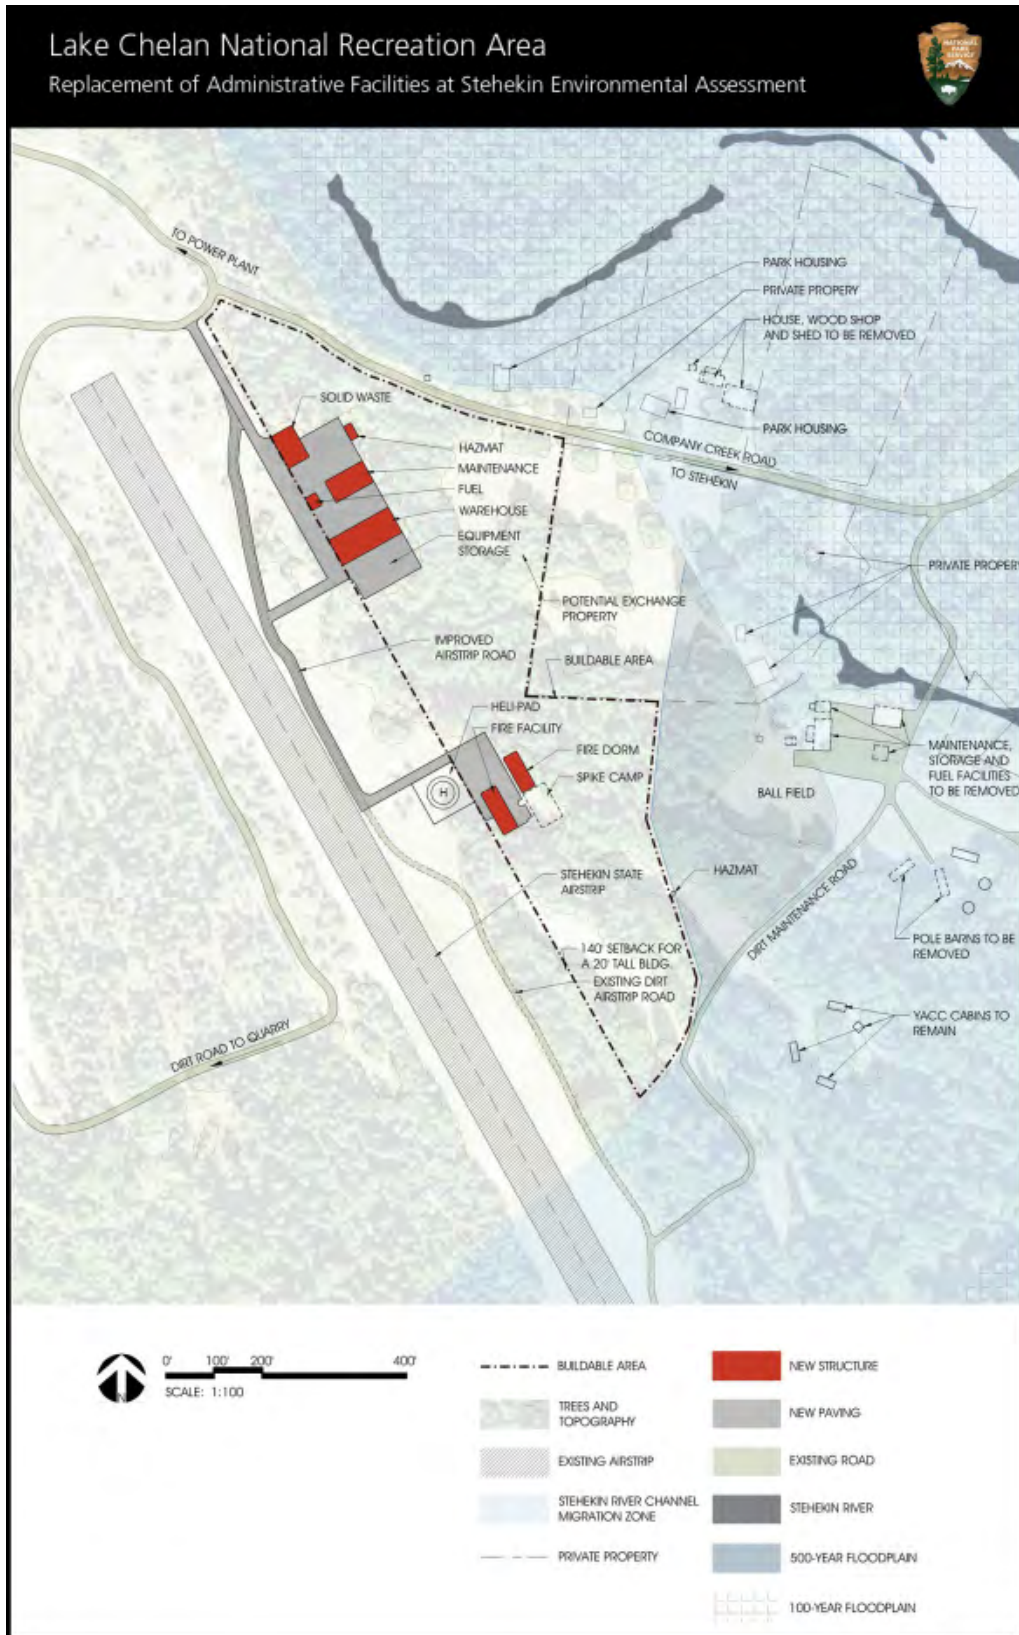 Lake Chelan National Recreation Area
Replacement of Administrative Facilities at Stehekin Environmental Assessment
NATIONAL
PARK
SERVICE
TO POWER PLANT
PARK HOUSING
PRIVATE PROPERY
HOUSE, WOOD SHOP
AND SHED TO BE REMOVED
SOLID WASTE
PARK HOUSING
COMPANY CREEK ROAD
TO STEHEKIN
HAZMAT
MAINTENANCE
FUEL
WAREHOUSE
EQUIPMENT
STORAGE
PRIVATE PROPERY
POTENTIAL EXCHANGE
PROPERTY
IMPROVED
AIRSTRIP ROAD
BUILDABLE AREA
HELI-PAD
FIRE FACILITY
FIRE DORM
SPIKE CAMP
H
MAINTENANCE,
STORAGE AND
FUEL FACILITIES
TO BE REMOVED
BALL FIELD
STEHEKIN STATE
AIRSTRIP
HAZMAT
DIRT MAINTENANCE ROAD
POLE BARNS TO BE
REMOVED
140' SETBACK FOR
A 20' TALL BLDG.
EXISTING DIRT
AIRSTRIP ROAD
YACC CABINS TO
REMAIN
DIRT ROAD TO QUARRY
N
0' 100' 200' 400'
SCALE: 1:100
BUILDABLE AREA
TREES AND
TOPOGRAPHY
EXISTING AIRSTRIP
STEHEKIN RIVER CHANNEL
MIGRATION ZONE
PRIVATE PROPERTY
NEW STRUCTURE
NEW PAVING
EXISTING ROAD
STEHEKIN RIVER
500-YEAR FLOODPLAIN
100-YEAR FLOODPLAIN